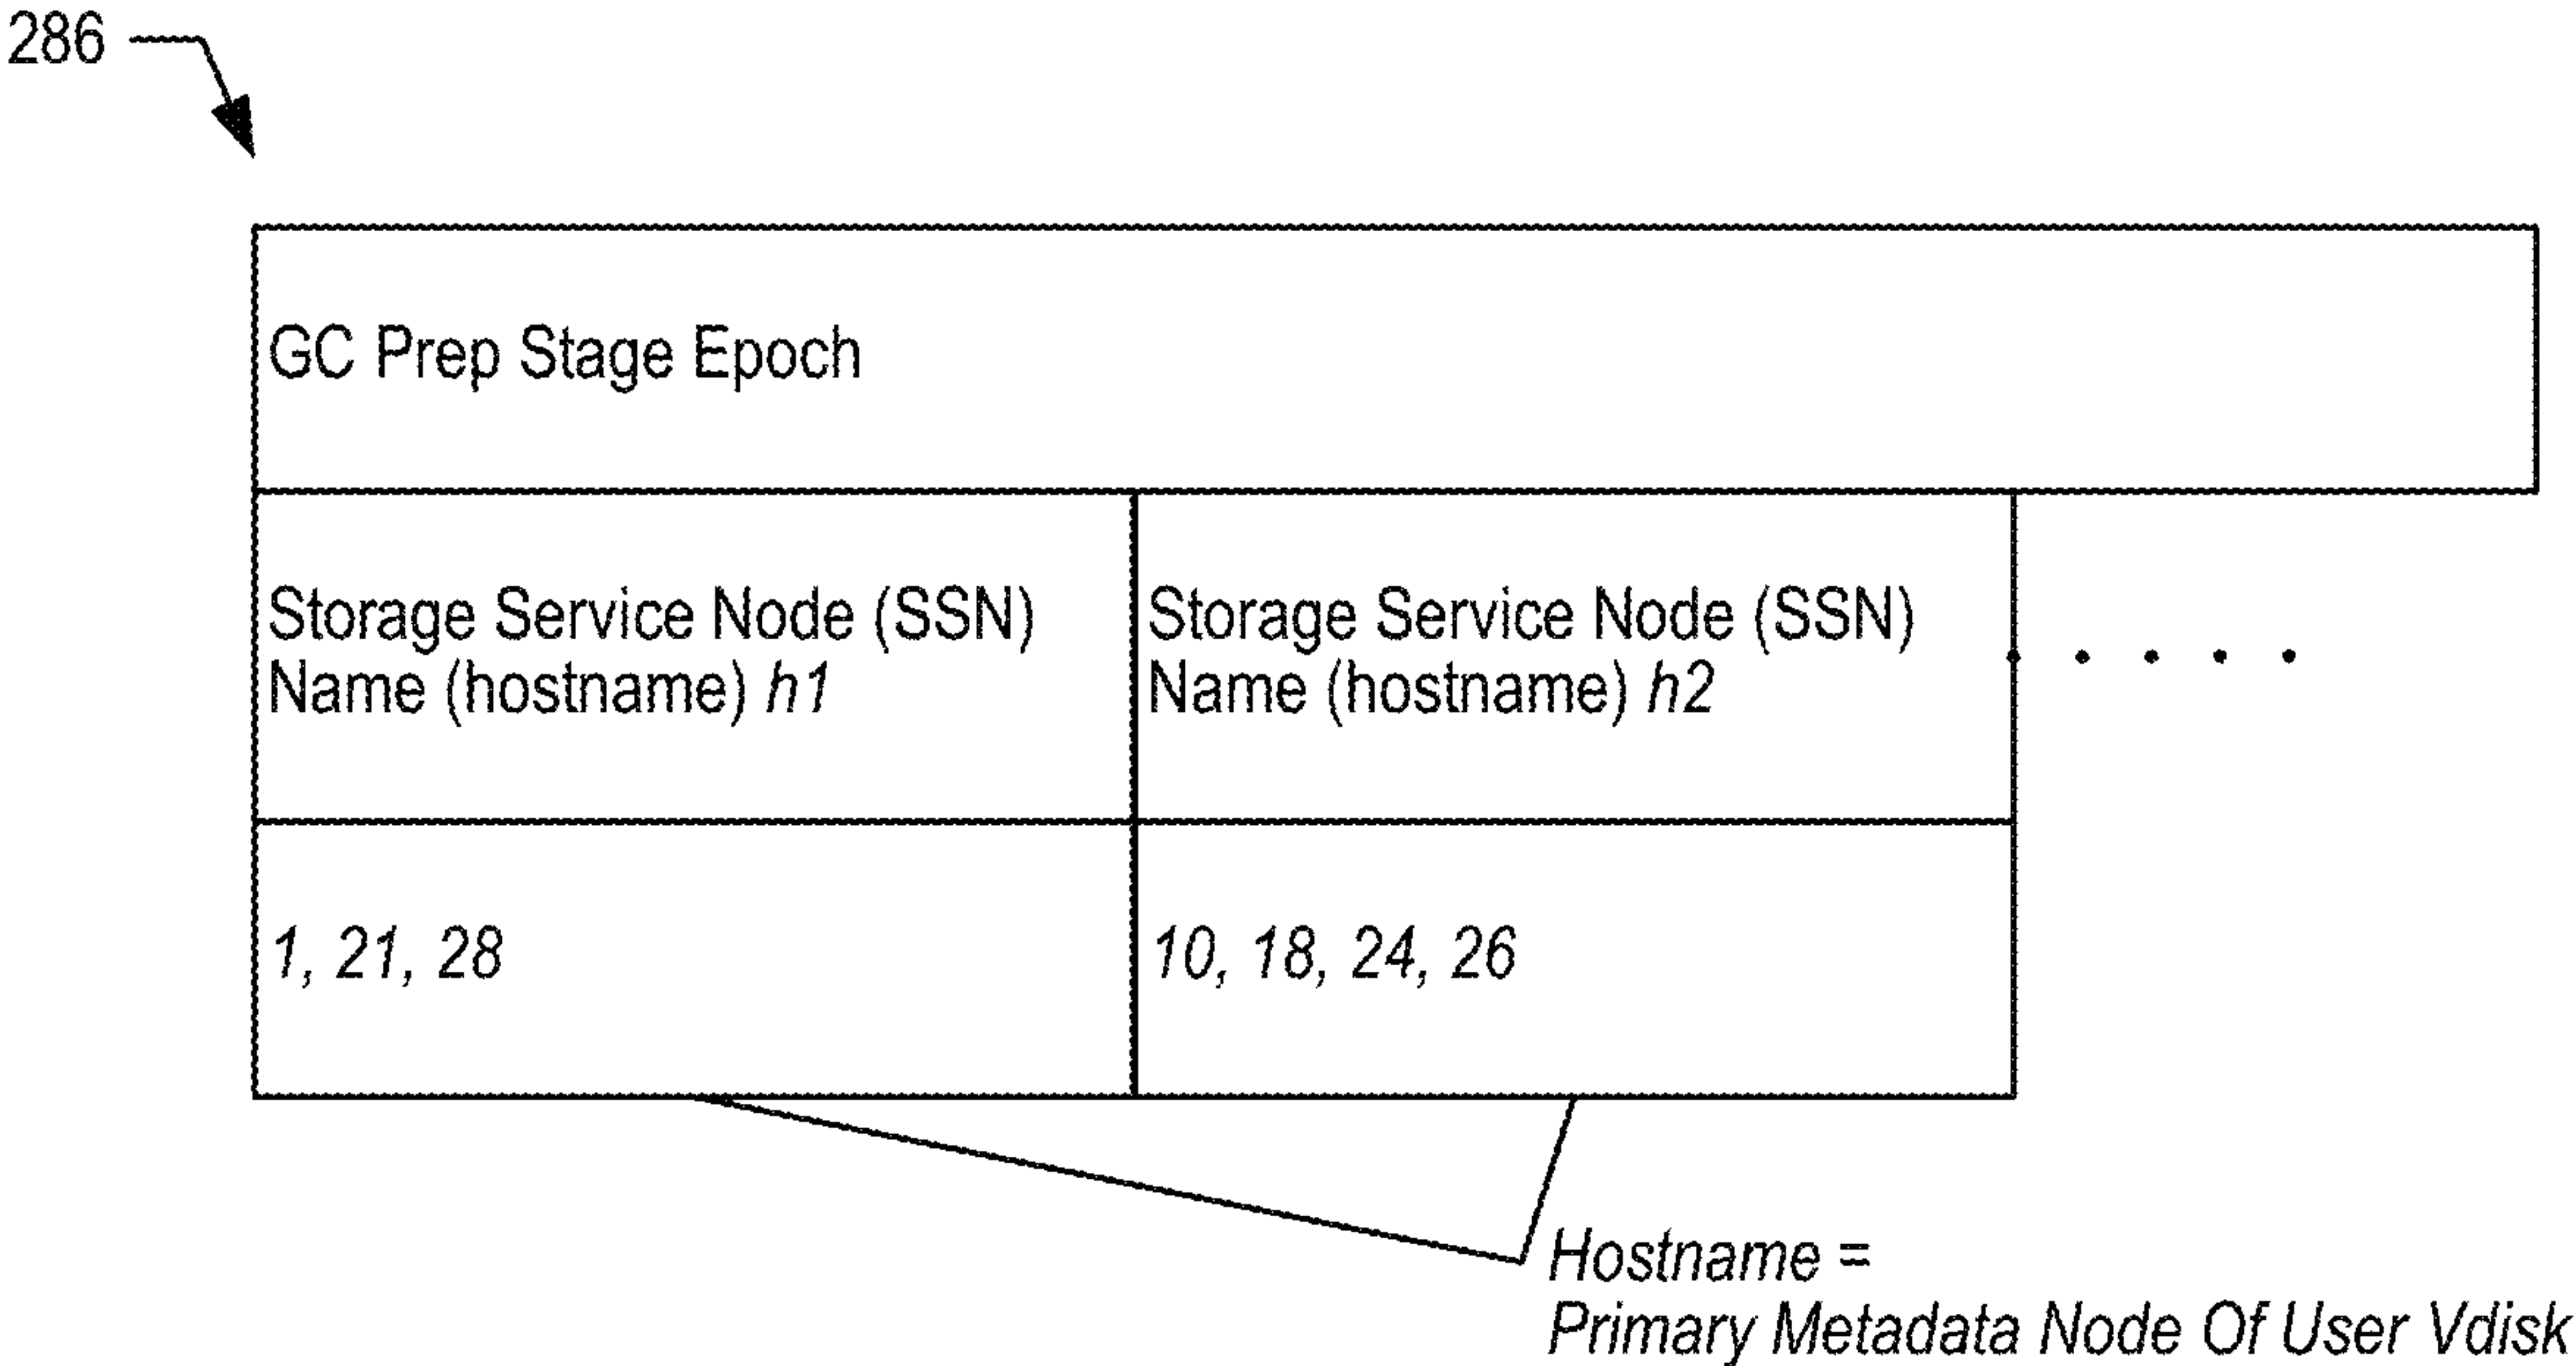 286
GC Prep Stage Epoch
Storage Service Node (SSN)
Name (hostname) h1
Storage Service Node (SSN)
Name (hostname) h2
. . . . .
1, 21, 28
10, 18, 24, 26
Hostname =
Primary Metadata Node Of User Vdisk